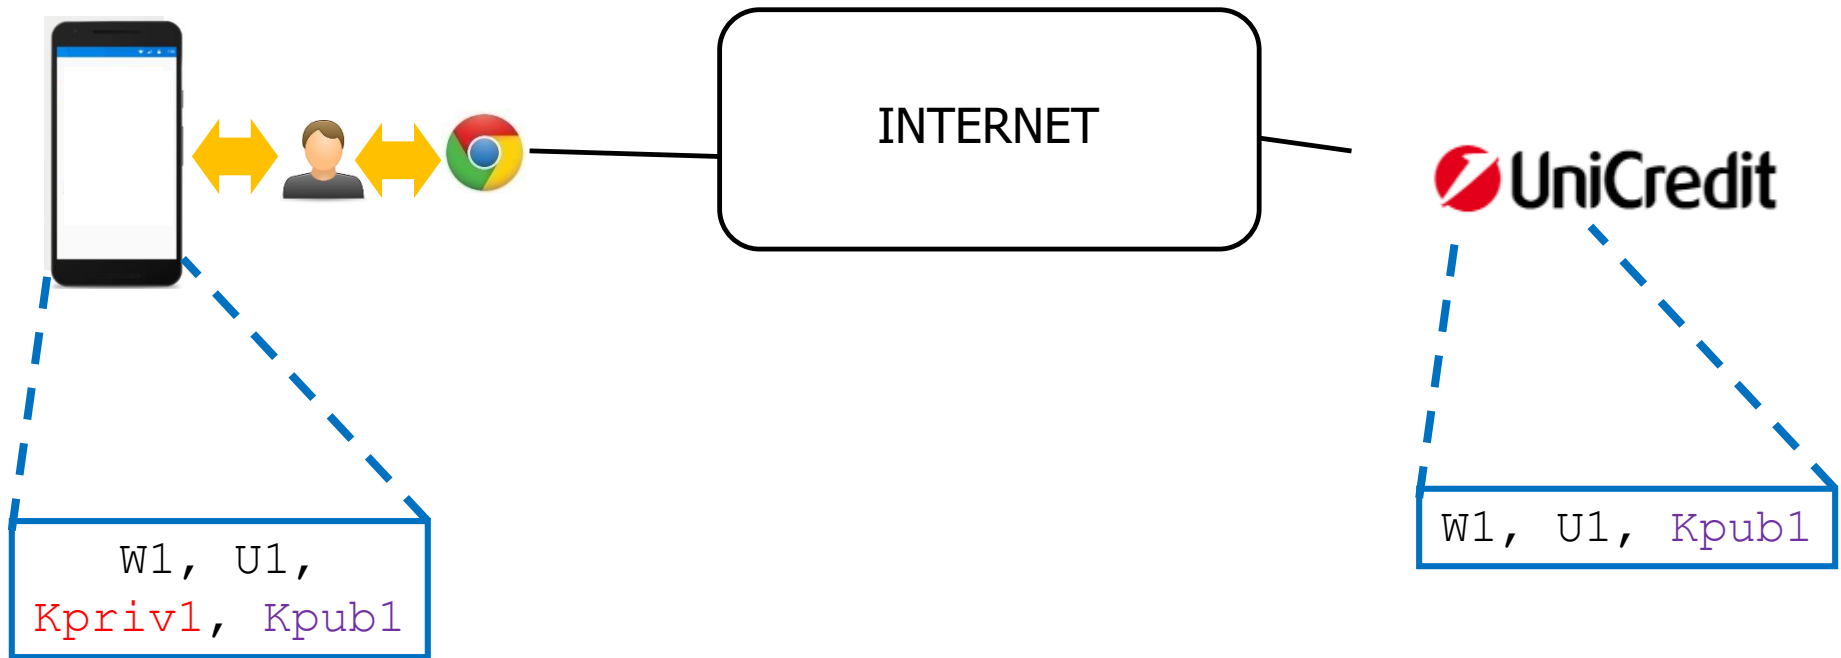 INTERNET
UniCredit
W1, U1, Kpub1
W1, U1,
Kpriv1, Kpub1